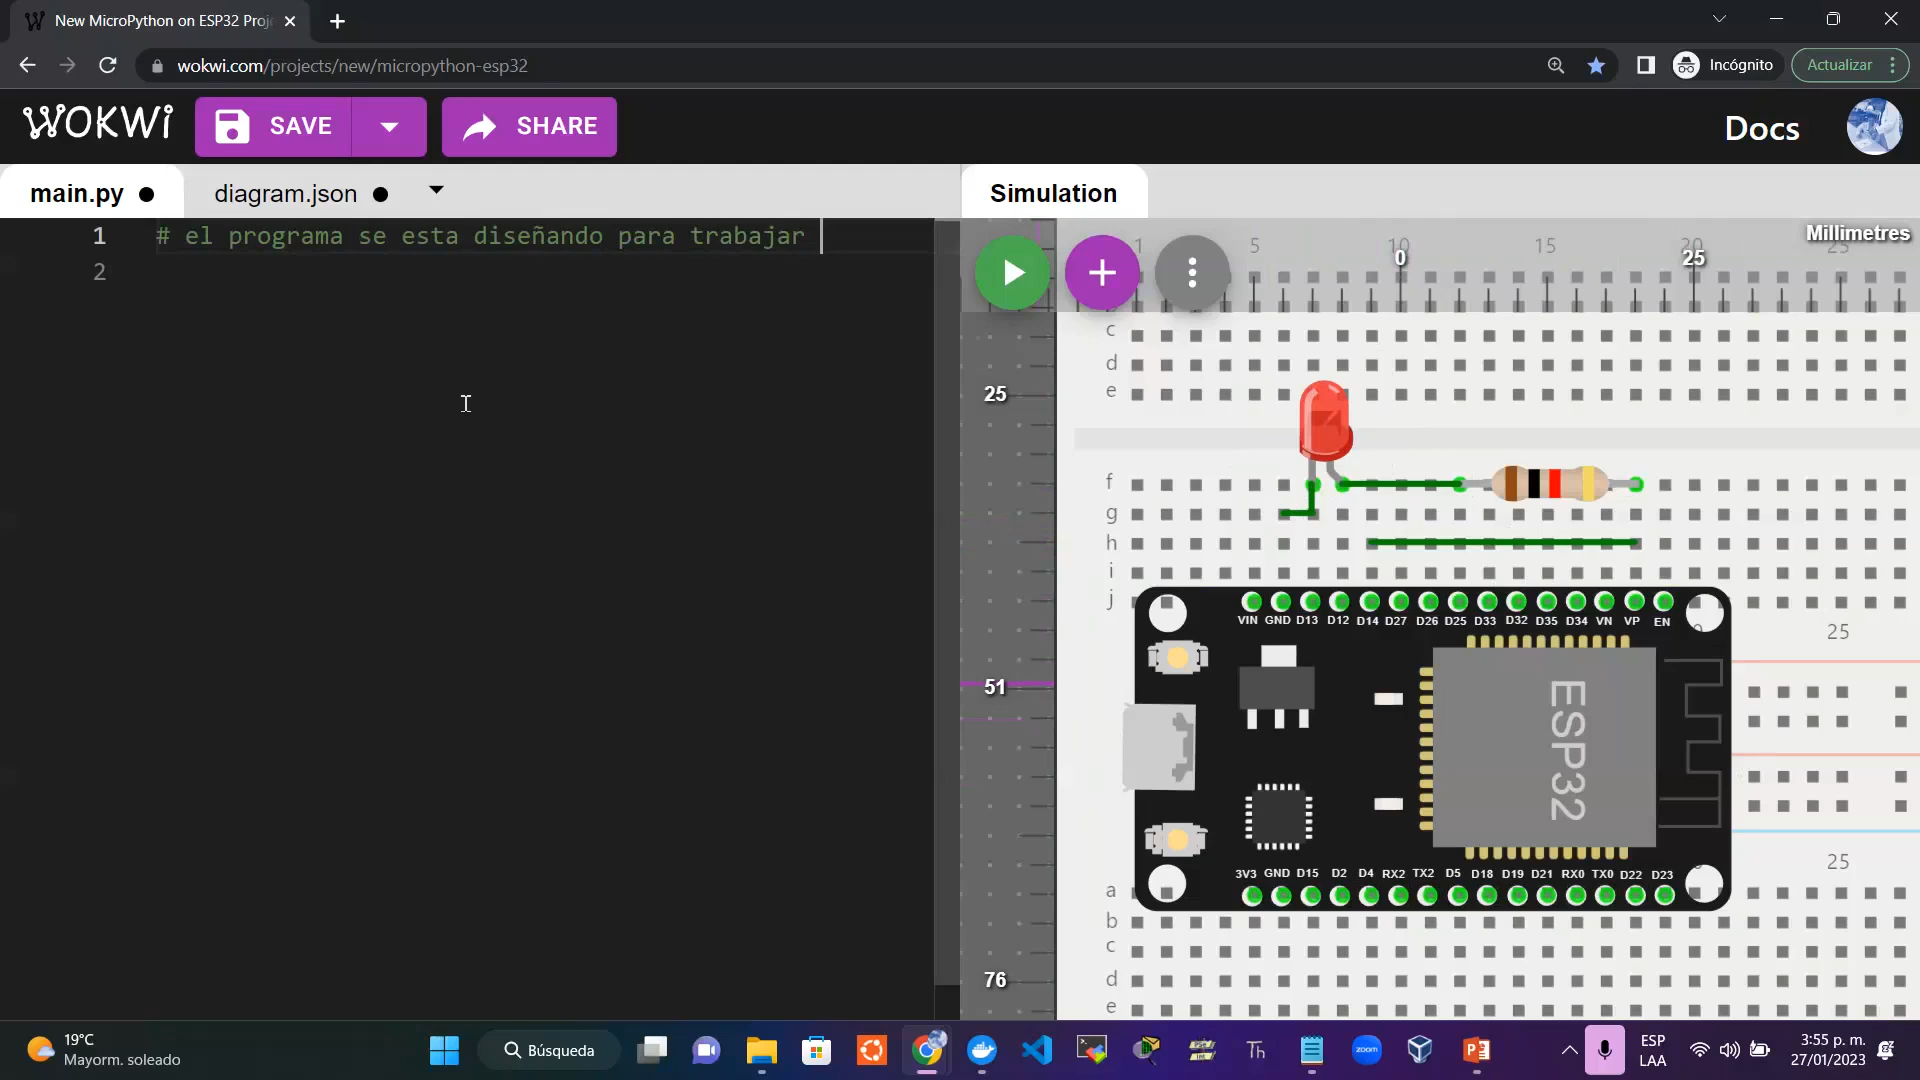 New MicroPython on ESP32 Proj
wokwi.com/projects/new/micropython-esp32
Incógnito
Actualizar
WOKWi
SAVE
SHARE
Docs
main.py
diagram.json
Simulation
1 # el programa se esta diseñando para trabajar
2
Millimetres
1 5 10 15 20 25
0 25
c
d
25
e
f
g
h
i
j
VIN GND D13 D12 D14 D27 D26 D25 D33 D32 D35 D34 VN VP EN
25
51
ESP32
25
3V3 GND D15 D2 D4 RX2 TX2 D5 D18 D19 D21 RX0 TX0 D22 D23
a
b
c
d
76
e
19°C
Mayorm. soleado
Búsqueda
Th
zoom
ESP
LAA
3:55 p. m.
27/01/2023